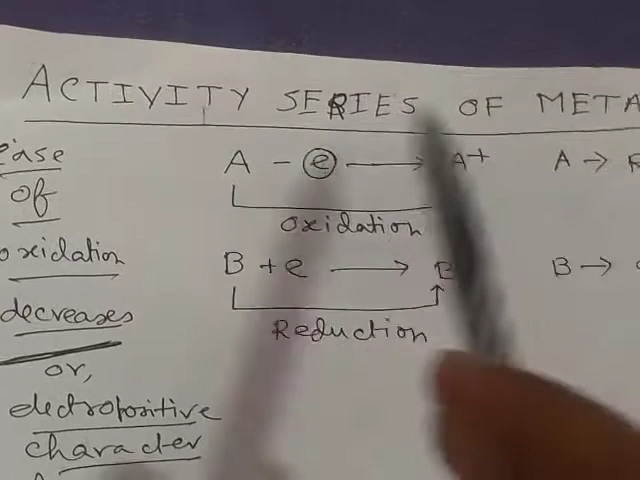 ACTIVITY SERIES OF META
ease
of
oxidation
decreases
or,
electropositive
character
A - e → A+
Oxidation
B + e → B
Reduction
A →
B →